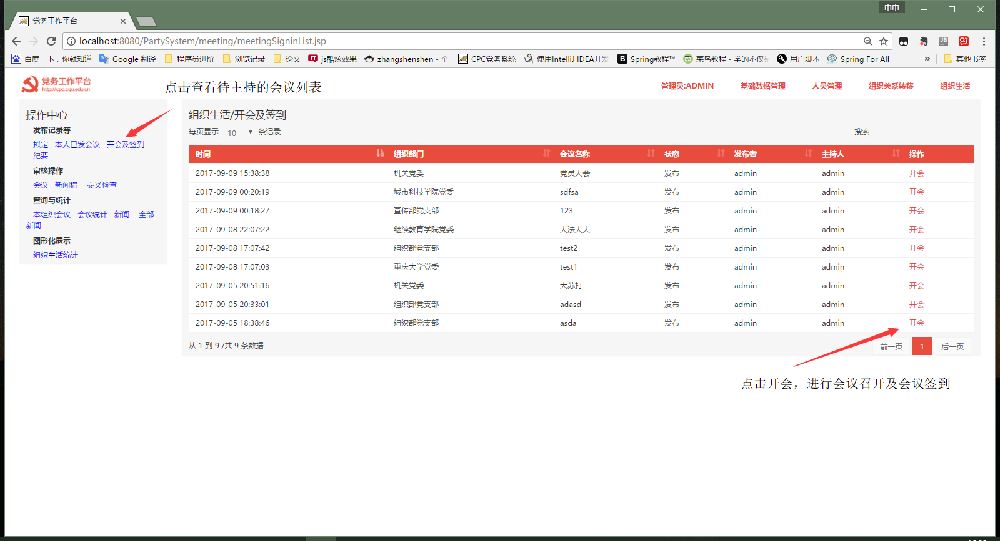 申申
党务工作平台
localhost:8080/PartySystem/meeting/meetingSigninList.jsp
百度一下，你就知道 Google 翻译 程序员进阶 浏览记录 论文 js酷炫效果 zhangshenshen - 个 CPC党务系统 使用IntelliJ IDEA开发 Spring教程™ 菜鸟教程 - 学的不仅是 用户脚本 Spring For All » 其他书签
党务工作平台
http://cpc.cqu.edu.cn
点击查看待主持的会议列表
管理员:ADMIN 基础数据管理 人员管理 组织关系转移 组织生活
操作中心
发布记录等
拟定 本人已发会议 开会及签到
纪要
审核操作
会议 新闻稿 交叉检查
查询与统计
本组织会议 会议统计 新闻 全部
新闻
图形化展示
组织生活统计
组织生活/开会及签到
每页显示 10 条记录 搜索
时间 组织部门 会议名称 状态 发布者 主持人 操作
2017-09-09 15:38:38 机关党委 党员大会 发布 admin admin 开会
2017-09-09 00:20:19 城市科技学院党委 sdfsa 发布 admin admin 开会
2017-09-09 00:18:27 宣传部党支部 123 发布 admin admin 开会
2017-09-08 22:07:22 继续教育学院党委 大法大大 发布 admin admin 开会
2017-09-08 17:07:42 组织部党支部 test2 发布 admin admin 开会
2017-09-08 17:07:03 重庆大学党委 test1 发布 admin admin 开会
2017-09-05 20:51:16 机关党委 大苏打 发布 admin admin 开会
2017-09-05 20:33:01 组织部党支部 adasd 发布 admin admin 开会
2017-09-05 18:38:46 组织部党支部 asda 发布 admin admin 开会
从 1 到 9 /共 9 条数据 前一页 1 后一页
点击开会，进行会议召开及会议签到